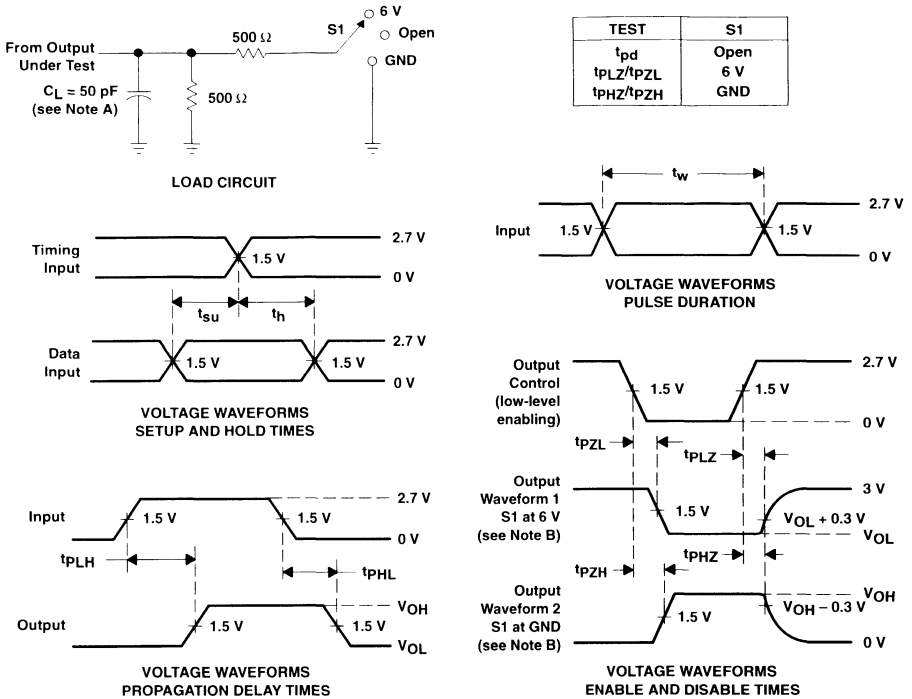 6 V
S1
Open
500 Ω
From Output
Under Test
GND
CL = 50 pF
(see Note A)
500 Ω
LOAD CIRCUIT
TEST S1
tpd Open
tPLZ/tPZL 6 V
tPHZ/tPZH GND
tw
2.7 V
Input 1.5 V 1.5 V
0 V
VOLTAGE WAVEFORMS
PULSE DURATION
2.7 V
Timing
Input
1.5 V
0 V
tsu th
2.7 V
Data
Input
1.5 V 1.5 V
0 V
VOLTAGE WAVEFORMS
SETUP AND HOLD TIMES
2.7 V
Input 1.5 V 1.5 V
0 V
tPLH tPHL
VOH
Output 1.5 V 1.5 V
VOL
VOLTAGE WAVEFORMS
PROPAGATION DELAY TIMES
Output
Control
(low-level
enabling)
2.7 V
1.5 V 1.5 V
0 V
tPZL tPLZ
Output
Waveform 1
S1 at 6 V
(see Note B)
3 V
1.5 V VOL + 0.3 V
VOL
tPZH tPHZ
Output
Waveform 2
S1 at GND
(see Note B)
VOH
1.5 V VOH − 0.3 V
0 V
VOLTAGE WAVEFORMS
ENABLE AND DISABLE TIMES